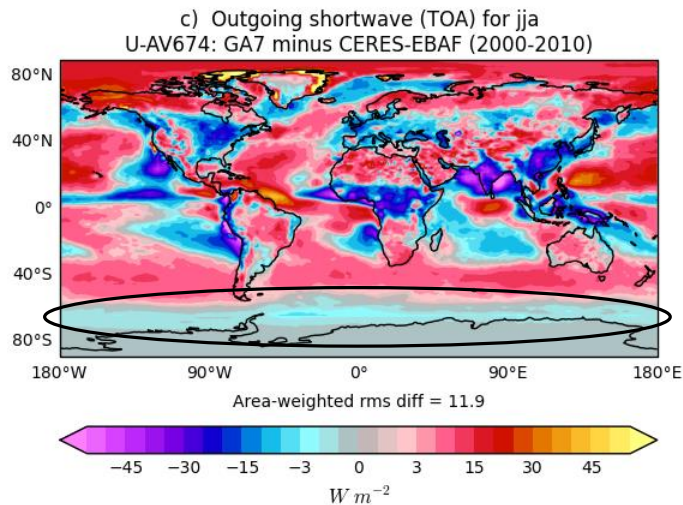 c) Outgoing shortwave (TOA) for jja
U-AV674: GA7 minus CERES-EBAF (2000-2010)
80°N
40°N
0°
40°S
80°S
180°W 90°W 0° 90°E 180°E
Area-weighted rms diff = 11.9
−45 −30 −15 −3 0 3 15 30 45
W m⁻²